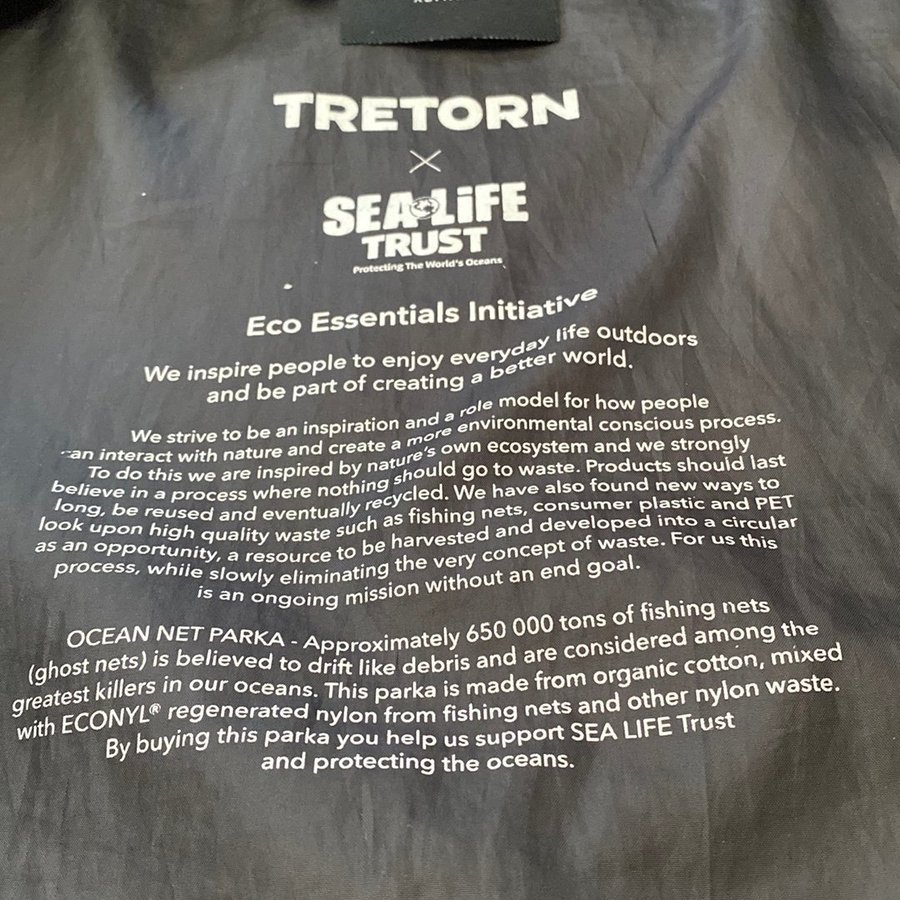 TRETORN
×
SEA LiFE
TRUST
Protecting The World's Oceans
Eco Essentials Initiative
We inspire people to enjoy everyday life outdoors
and be part of creating a better world.
We strive to be an inspiration and a role model for how people
can interact with nature and create a more environmental conscious process.
To do this we are inspired by nature's own ecosystem and we strongly
believe in a process where nothing should go to waste. Products should last
long, be reused and eventually recycled. We have also found new ways to
look upon high quality waste such as fishing nets, consumer plastic and PET
as an opportunity, a resource to be harvested and developed into a circular
process, while slowly eliminating the very concept of waste. For us this
is an ongoing mission without an end goal.
OCEAN NET PARKA - Approximately 650 000 tons of fishing nets
(ghost nets) is believed to drift like debris and are considered among the
greatest killers in our oceans. This parka is made from organic cotton, mixed
with ECONYL® regenerated nylon from fishing nets and other nylon waste.
By buying this parka you help us support SEA LIFE Trust
and protecting the oceans.